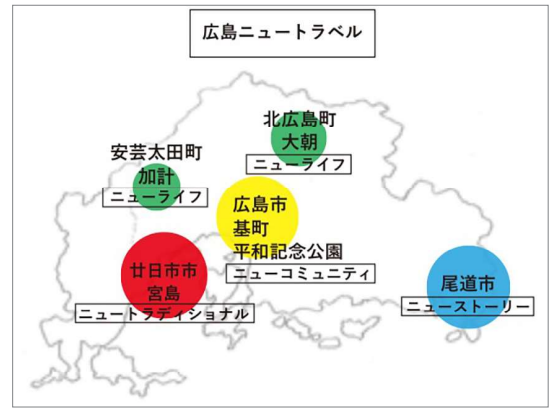 広島ニュートラベル
北広島町
大朝
ニューライフ
安芸太田町
加計
ニューライフ
広島市
基町
平和記念公園
ニューコミュニティ
廿日市市
宮島
ニュートラディショナル
尾道市
ニューストーリー